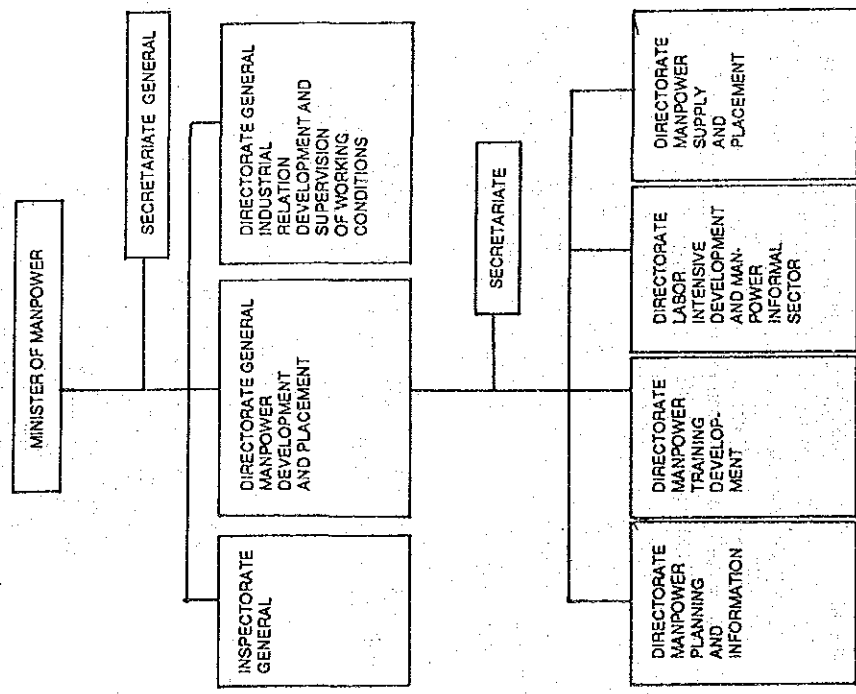 MINISTER OF MANPOWER
SECRETARIATE GENERAL
INSPECTORATE
GENERAL
DIRECTORATE GENERAL
MANPOWER
DEVELOPMENT
AND PLACEMENT
DIRECTORATE GENERAL
INDUSTRIAL
RELATION
DEVELOPMENT AND
SUPERVISION
OF WORKING
CONDITIONS
SECRETARIATE
DIRECTORATE
MANPOWER
PLANNING
AND
INFORMATION
DIRECTORATE
MANPOWER
TRAINING
DEVELOP-
MENT
DIRECTORATE
LABOR
INTENSIVE
DEVELOPMENT
AND MAN-
POWER
INFORMAL
SECTOR
DIRECTORATE
MANPOWER
SUPPLY
AND
PLACEMENT